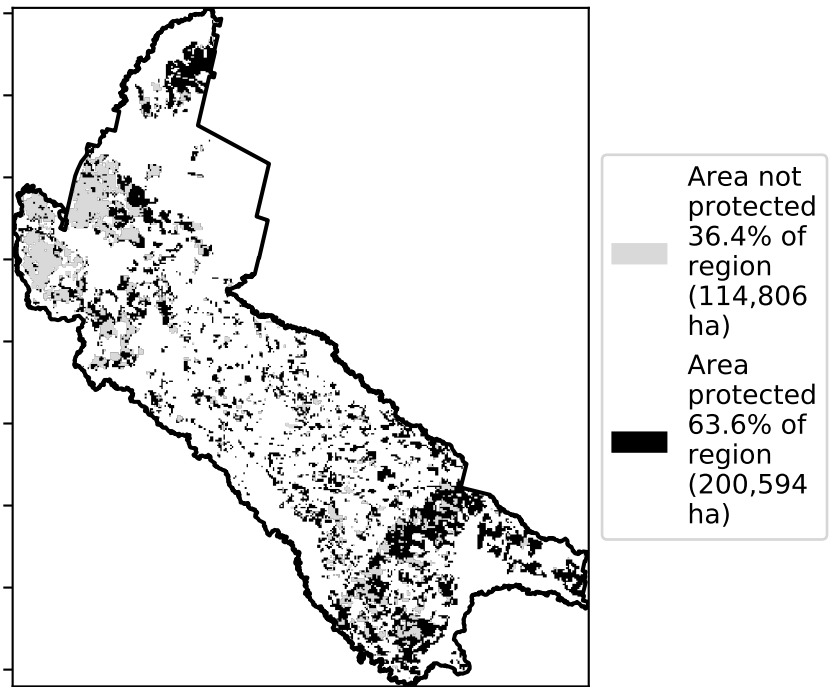 Area not
protected
36.4% of
region
(114,806
ha)
Area
protected
63.6% of
region
(200,594
ha)